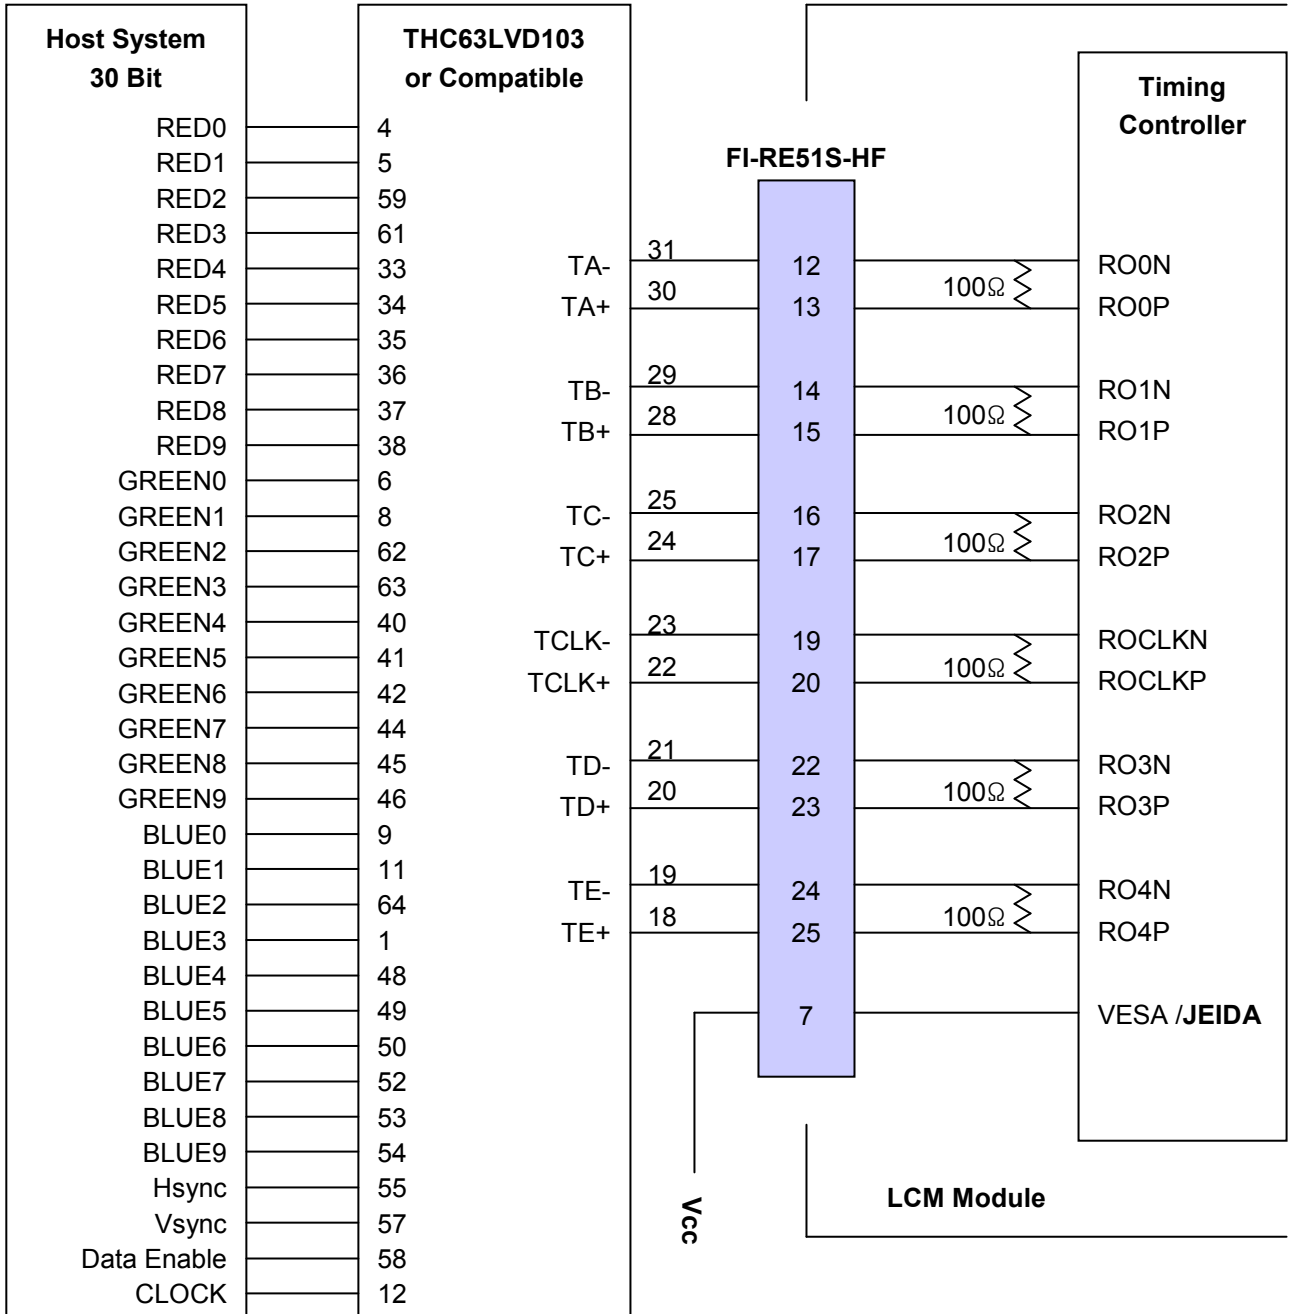 Host System
30 Bit
RED0
RED1
RED2
RED3
RED4
RED5
RED6
RED7
RED8
RED9
GREEN0
GREEN1
GREEN2
GREEN3
GREEN4
GREEN5
GREEN6
GREEN7
GREEN8
GREEN9
BLUE0
BLUE1
BLUE2
BLUE3
BLUE4
BLUE5
BLUE6
BLUE7
BLUE8
BLUE9
Hsync
Vsync
Data Enable
CLOCK
THC63LVD103
or Compatible
4
5
59
61
33
34
35
36
37
38
6
8
62
63
40
41
42
44
45
46
9
11
64
1
48
49
50
52
53
54
55
57
58
12
TA-
TA+
TB-
TB+
TC-
TC+
TCLK-
TCLK+
TD-
TD+
TE-
TE+
31
30
29
28
25
24
23
22
21
20
19
18
Vcc
FI-RE51S-HF
12
13
14
15
16
17
19
20
22
23
24
25
7
100Ω
100Ω
100Ω
100Ω
100Ω
100Ω
Timing
Controller
RO0N
RO0P
RO1N
RO1P
RO2N
RO2P
ROCLKN
ROCLKP
RO3N
RO3P
RO4N
RO4P
VESA /JEIDA
LCM Module